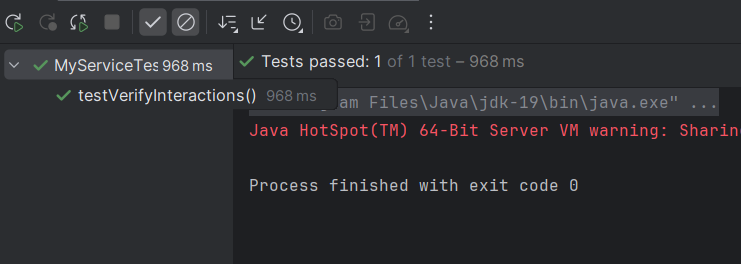 MyServiceTes 968 ms
testVerifyInteractions() 968 ms
Tests passed: 1 of 1 test – 968 ms
am Files\Java\jdk-19\bin\java.exe" ...
Java HotSpot(TM) 64-Bit Server VM warning: Sharing
Process finished with exit code 0